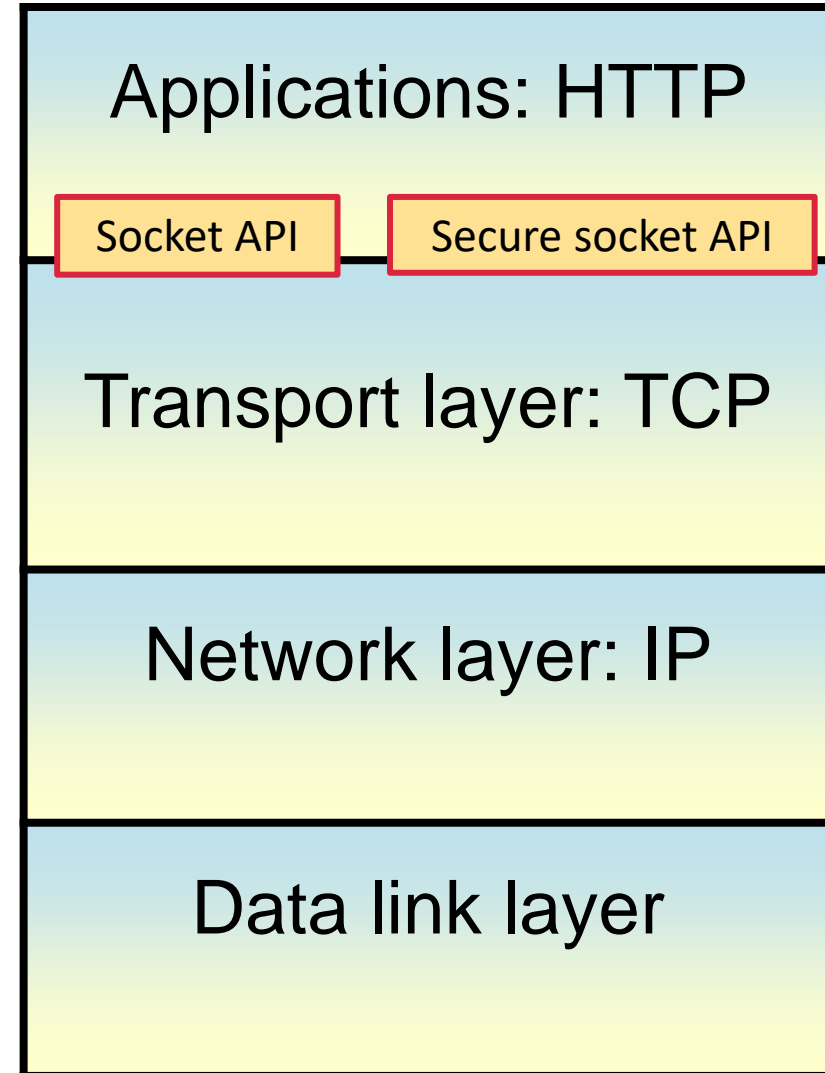 Applications: HTTP
Socket API
Secure socket API
Transport layer: TCP
Network layer: IP
Data link layer